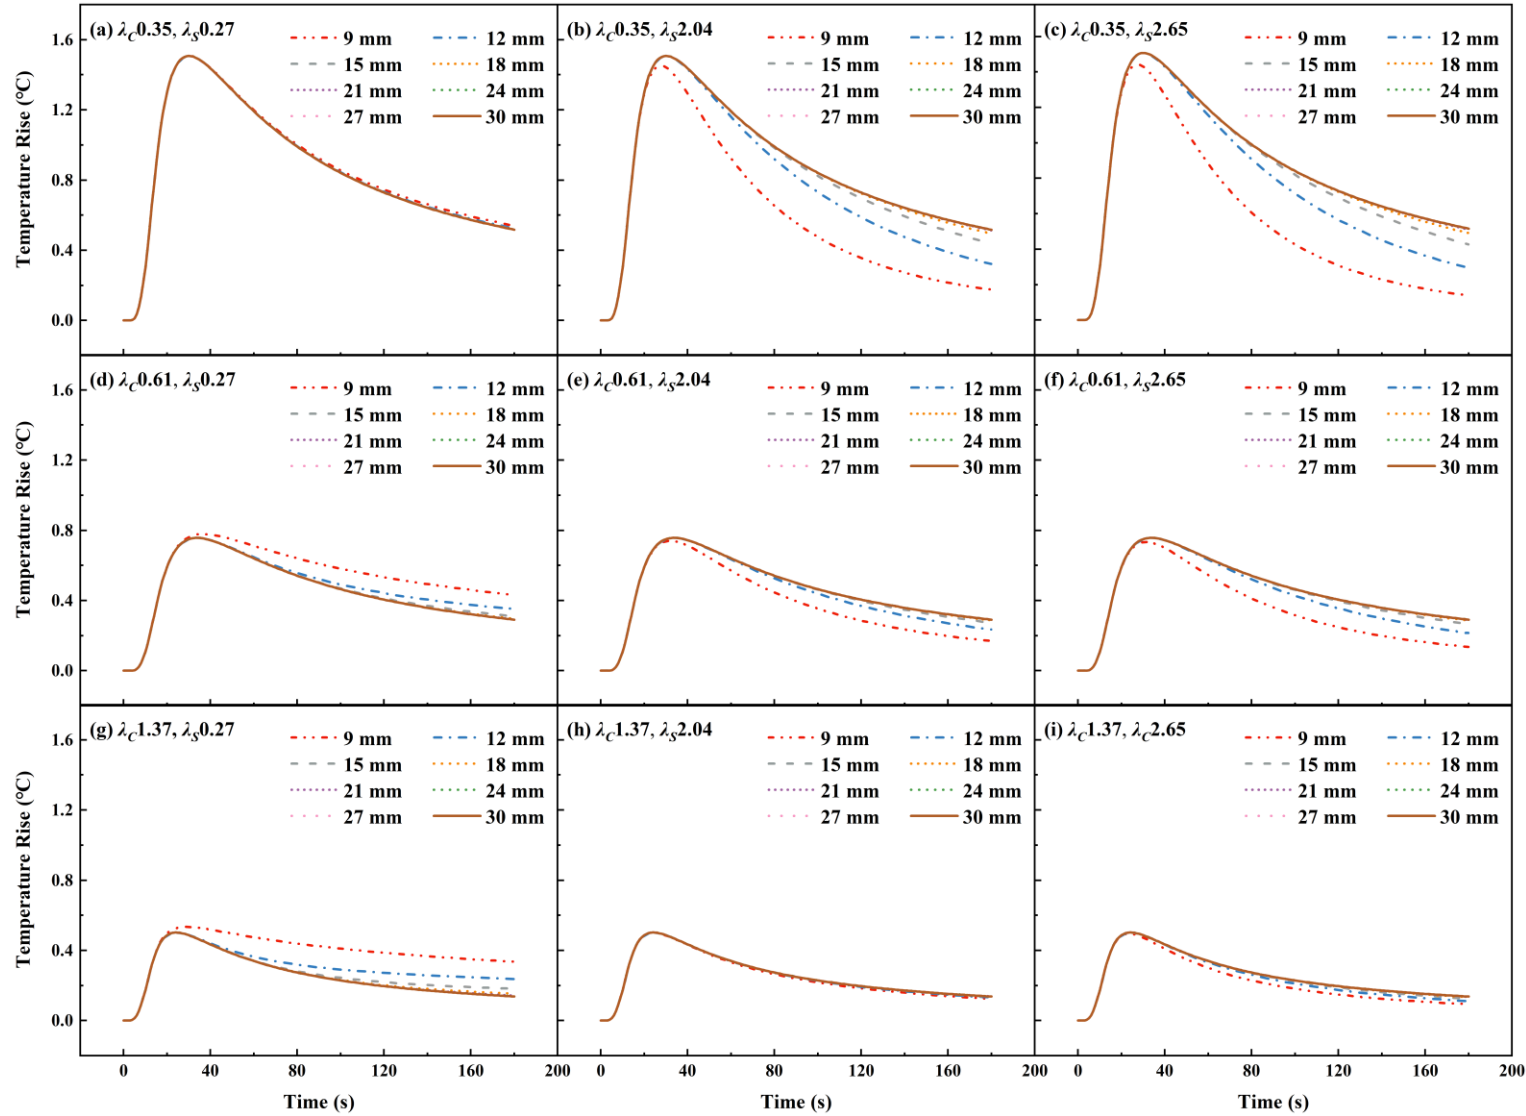 (a) λC0.35, λS0.27
9 mm 12 mm
15 mm 18 mm
21 mm 24 mm
27 mm 30 mm
(b) λC0.35, λS2.04
9 mm 12 mm
15 mm 18 mm
21 mm 24 mm
27 mm 30 mm
(c) λC0.35, λS2.65
9 mm 12 mm
15 mm 18 mm
21 mm 24 mm
27 mm 30 mm
1.6
1.2
0.8
0.4
0.0
Temperature Rise (℃)
(d) λC0.61, λS0.27
9 mm 12 mm
15 mm 18 mm
21 mm 24 mm
27 mm 30 mm
(e) λC0.61, λS2.04
9 mm 12 mm
15 mm 18 mm
21 mm 24 mm
27 mm 30 mm
(f) λC0.61, λS2.65
9 mm 12 mm
15 mm 18 mm
21 mm 24 mm
27 mm 30 mm
1.6
1.2
0.8
0.4
0.0
Temperature Rise (℃)
(g) λC1.37, λS0.27
9 mm 12 mm
15 mm 18 mm
21 mm 24 mm
27 mm 30 mm
(h) λC1.37, λS2.04
9 mm 12 mm
15 mm 18 mm
21 mm 24 mm
27 mm 30 mm
(i) λC1.37, λC2.65
9 mm 12 mm
15 mm 18 mm
21 mm 24 mm
27 mm 30 mm
1.6
1.2
0.8
0.4
0.0
Temperature Rise (℃)
0 40 80 120 160 200 0 40 80 120 160 200 0 40 80 120 160 200
Time (s) Time (s) Time (s)